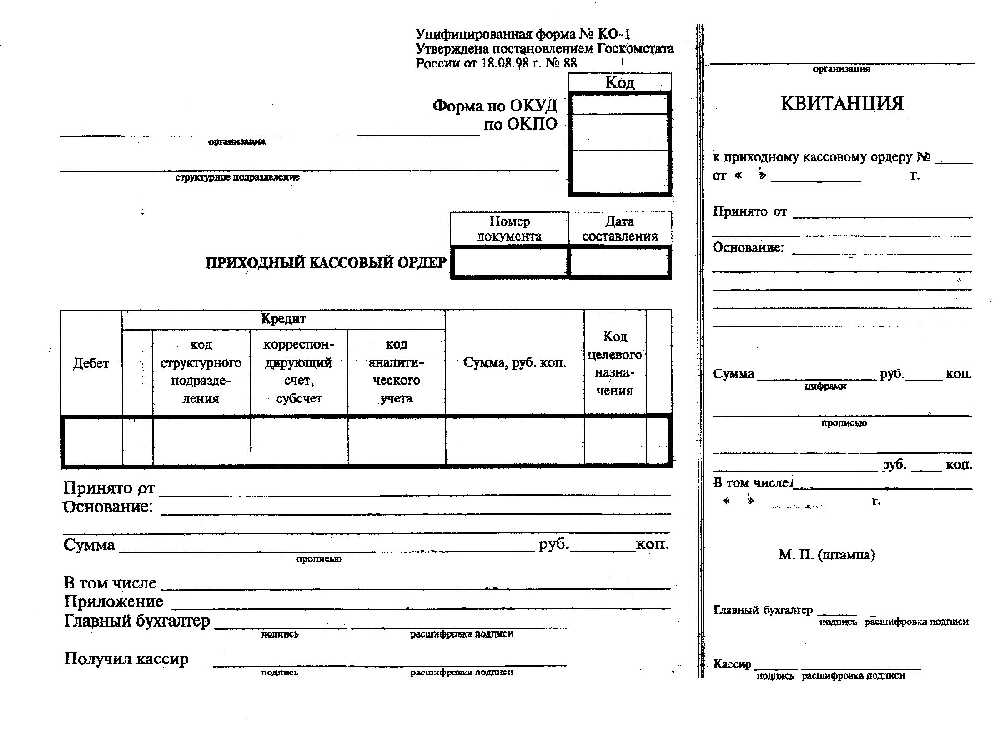 Унифицированная форма № КО-1
Утверждена постановлением Госкомстата
России от 18.08.98 г. № 88
Код
Форма по ОКУД
по ОКПО
организация
структурное подразделение
Номер документа
Дата составления
ПРИХОДНЫЙ КАССОВЫЙ ОРДЕР
Дебет
Кредит
код
структурного
подразде-
ления
корреспон-
дирующий
счет,
субсчет
код
аналити-
ческого
учета
Сумма, руб. коп.
Код
целевого
назна-
чения
Принято от
Основание:
Сумма руб. коп.
прописью
В том числе
Приложение
Главный бухгалтер
подпись расшифровка подписи
Получил кассир
подпись расшифровка подписи
организация
КВИТАНЦИЯ
к приходному кассовому ордеру №
от « » г.
Принято от
Основание:
Сумма руб. коп.
цифрами
прописью
руб. коп.
В том числе
« » г.
М. П. (штампа)
Главный бухгалтер
подпись расшифровка подписи
Кассир
подпись расшифровка подписи